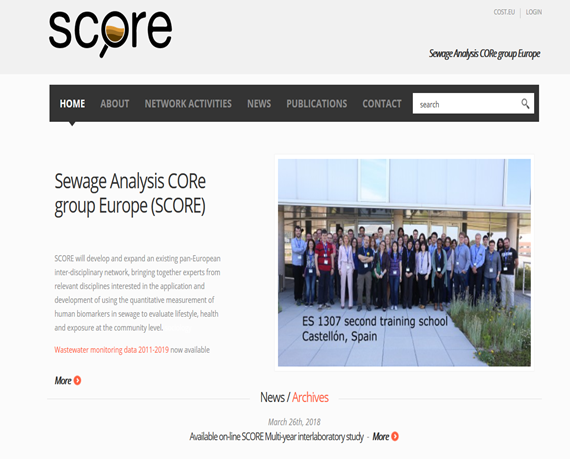 score
COST.EU | LOGIN
Sewage Analysis CORe group Europe
HOME ABOUT NETWORK ACTIVITIES NEWS PUBLICATIONS CONTACT search
Sewage Analysis CORe
group Europe (SCORE)
SCORE will develop and expand an existing pan-European
inter-disciplinary network, bringing together experts from
relevant disciplines interested in the application and
development of using the quantitative measurement of
human biomarkers in sewage to evaluate lifestyle, health
and exposure at the community level.
Wastewater monitoring data 2011-2019 now available
More
ES 1307 second training school
Castellón, Spain
News / Archives
March 26th, 2018
Available on-line SCORE Multi-year interlaboratory study - More